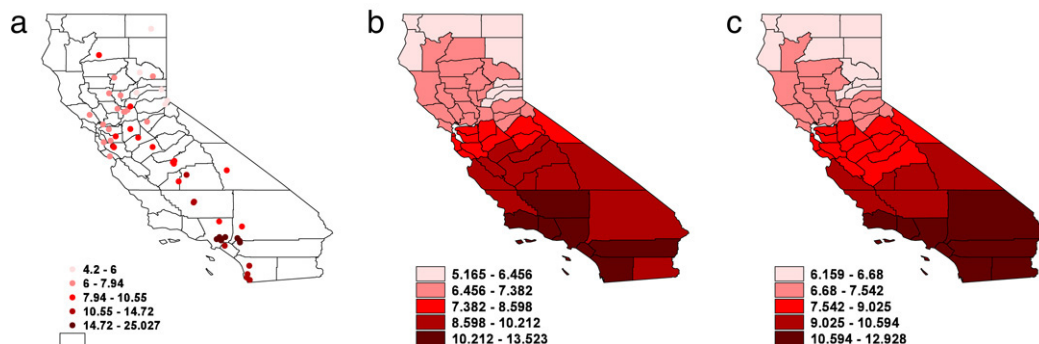 a
4.2 - 6
6 - 7.94
7.94 - 10.55
10.55 - 14.72
14.72 - 25.027
b
5.165 - 6.456
6.456 - 7.382
7.382 - 8.598
8.598 - 10.212
10.212 - 13.523
c
6.159 - 6.68
6.68 - 7.542
7.542 - 9.025
9.025 - 10.594
10.594 - 12.928